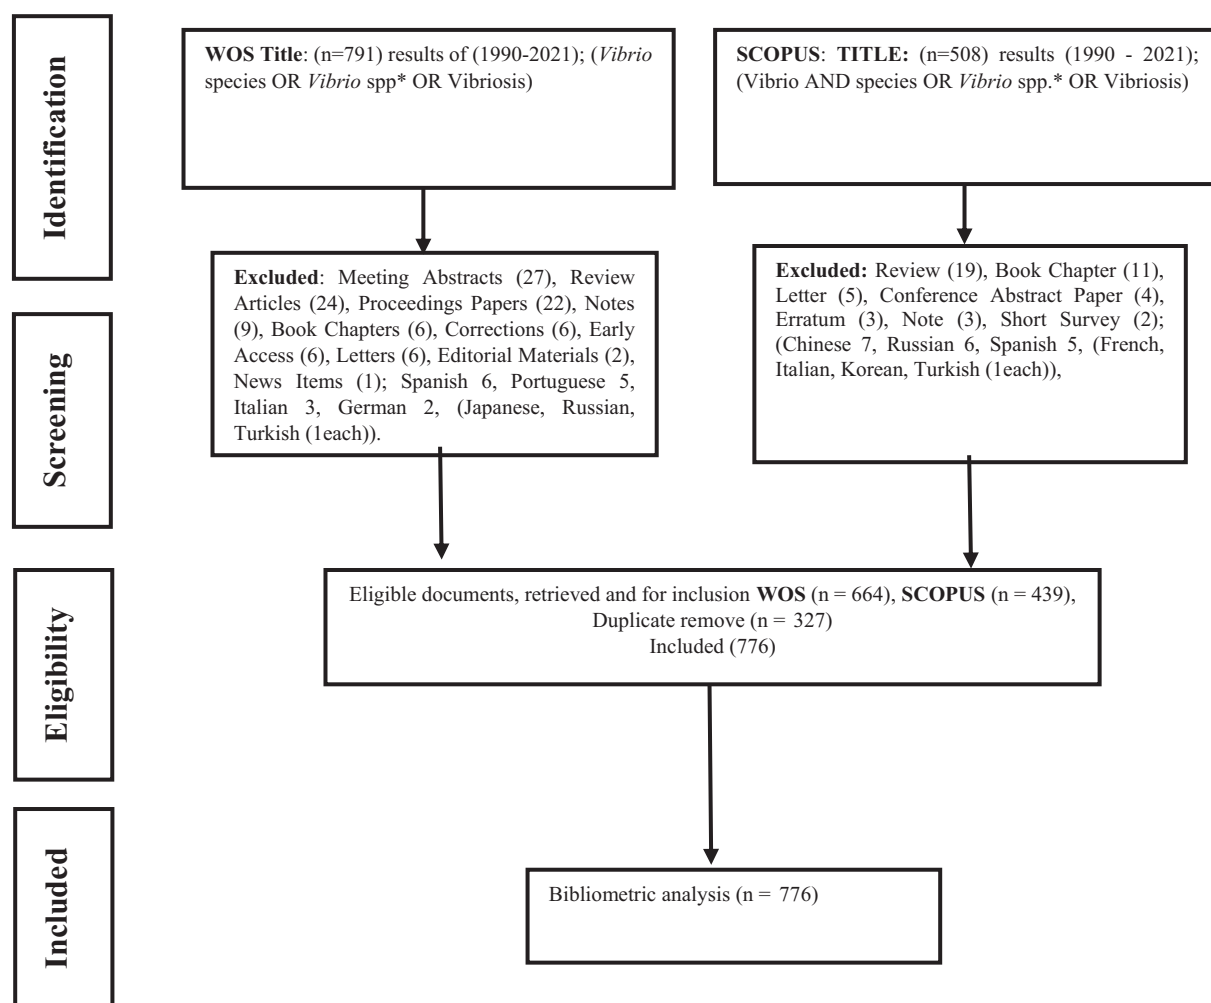 Identification
WOS Title: (n=791) results of (1990-2021); (Vibrio
species OR Vibrio spp* OR Vibriosis)
SCOPUS: TITLE: (n=508) results (1990 - 2021);
(Vibrio AND species OR Vibrio spp.* OR Vibriosis)
Screening
Excluded: Meeting Abstracts (27), Review
Articles (24), Proceedings Papers (22), Notes
(9), Book Chapters (6), Corrections (6), Early
Access (6), Letters (6), Editorial Materials (2),
News Items (1); Spanish 6, Portuguese 5,
Italian 3, German 2, (Japanese, Russian,
Turkish (1each)).
Excluded: Review (19), Book Chapter (11),
Letter (5), Conference Abstract Paper (4),
Erratum (3), Note (3), Short Survey (2);
(Chinese 7, Russian 6, Spanish 5, (French,
Italian, Korean, Turkish (1each)),
Eligibility
Eligible documents, retrieved and for inclusion WOS (n = 664), SCOPUS (n = 439),
Duplicate remove (n = 327)
Included (776)
Included
Bibliometric analysis (n = 776)